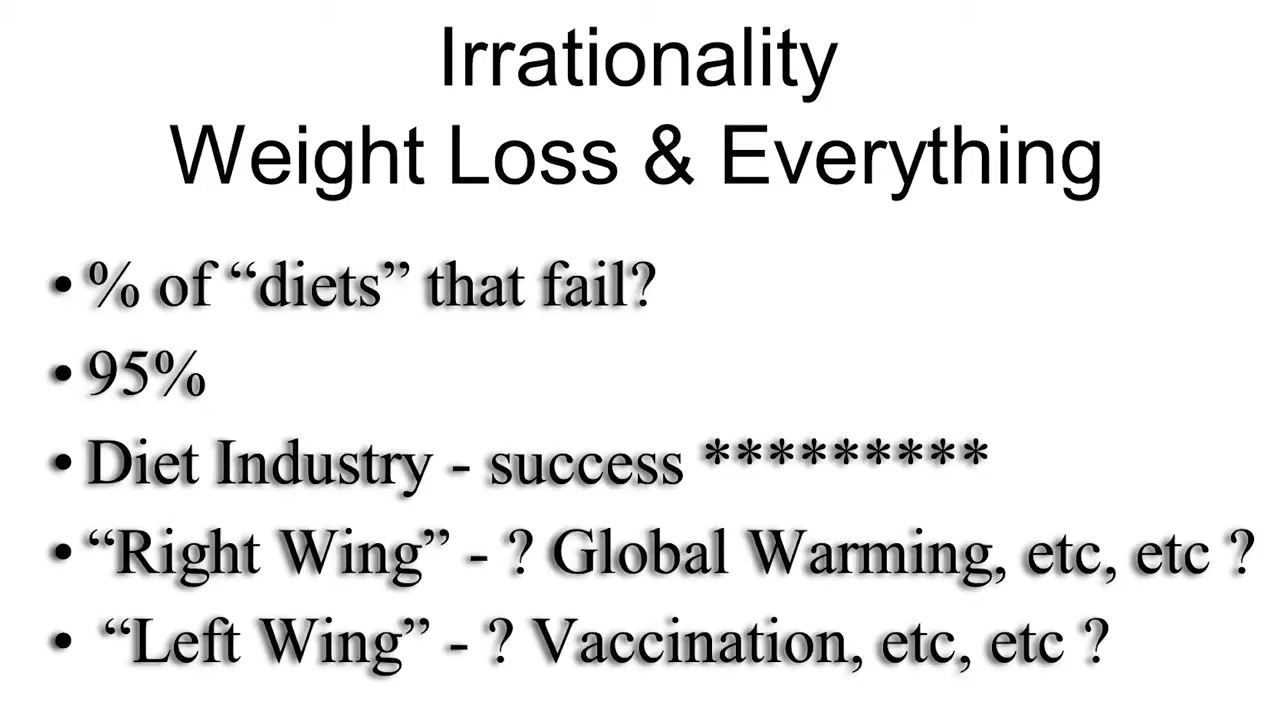 Irrationality
Weight Loss & Everything
• % of “diets” that fail?
• 95%
• Diet Industry - success *********
• “Right Wing” - ? Global Warming, etc, etc ?
• “Left Wing” - ? Vaccination, etc, etc ?